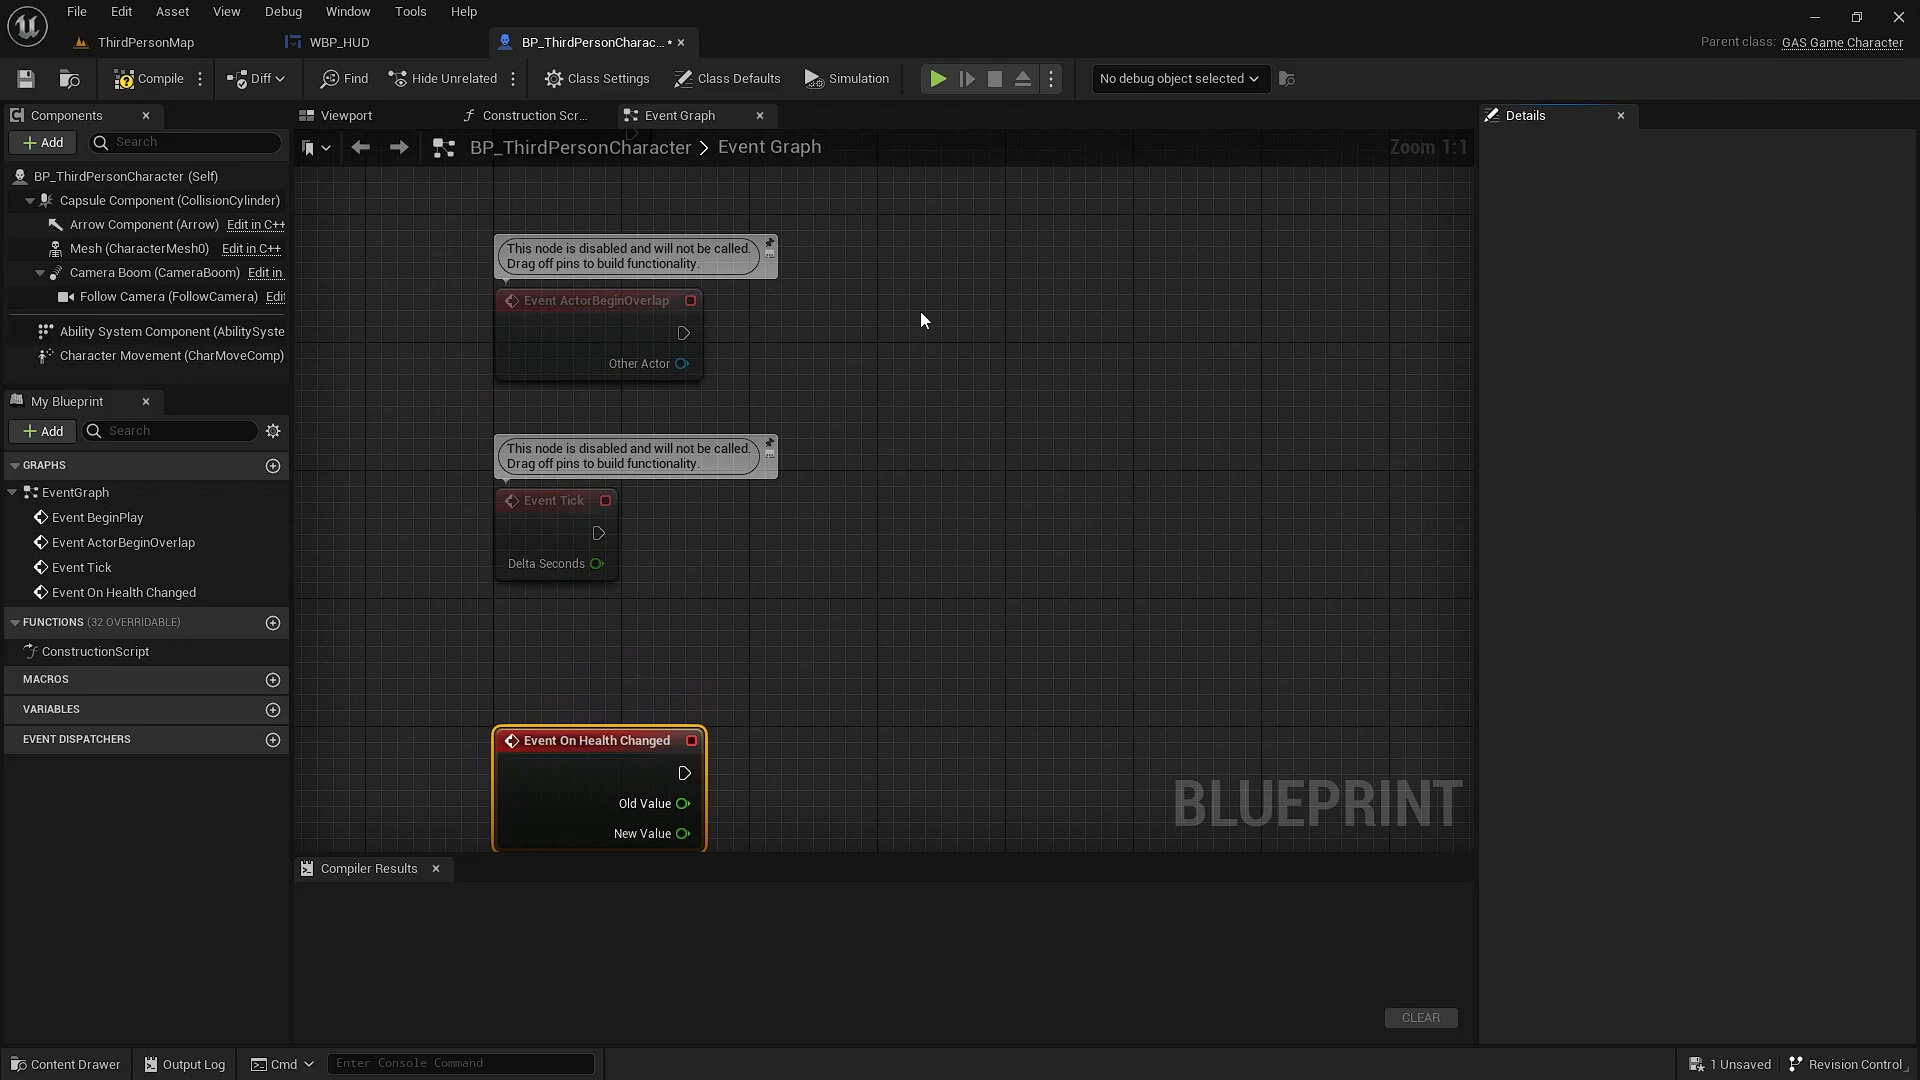 File Edit Asset View Debug Window Tools Help
ThirdPersonMap
WBP_HUD
BP_ThirdPersonCharac... •
Parent class: GAS Game Character
Compile
Diff
Find
Hide Unrelated
Class Settings
Class Defaults
Simulation
No debug object selected
Components
Add
Search
BP_ThirdPersonCharacter (Self)
Capsule Component (CollisionCylinder)
Arrow Component (Arrow) Edit in C++
Mesh (CharacterMesh0) Edit in C++
Camera Boom (CameraBoom) Edit in
Follow Camera (FollowCamera) Edi
Ability System Component (AbilitySyste
Character Movement (CharMoveComp)
My Blueprint
Add
Search
GRAPHS
EventGraph
Event BeginPlay
Event ActorBeginOverlap
Event Tick
Event On Health Changed
FUNCTIONS (32 OVERRIDABLE)
ConstructionScript
MACROS
VARIABLES
EVENT DISPATCHERS
Viewport
Construction Scr...
Event Graph
BP_ThirdPersonCharacter > Event Graph
Zoom 1:1
This node is disabled and will not be called.
Drag off pins to build functionality.
Event ActorBeginOverlap
Other Actor
This node is disabled and will not be called.
Drag off pins to build functionality.
Event Tick
Delta Seconds
Event On Health Changed
Old Value
New Value
BLUEPRINT
Compiler Results
CLEAR
Details
Content Drawer
Output Log
Cmd
Enter Console Command
1 Unsaved
Revision Control